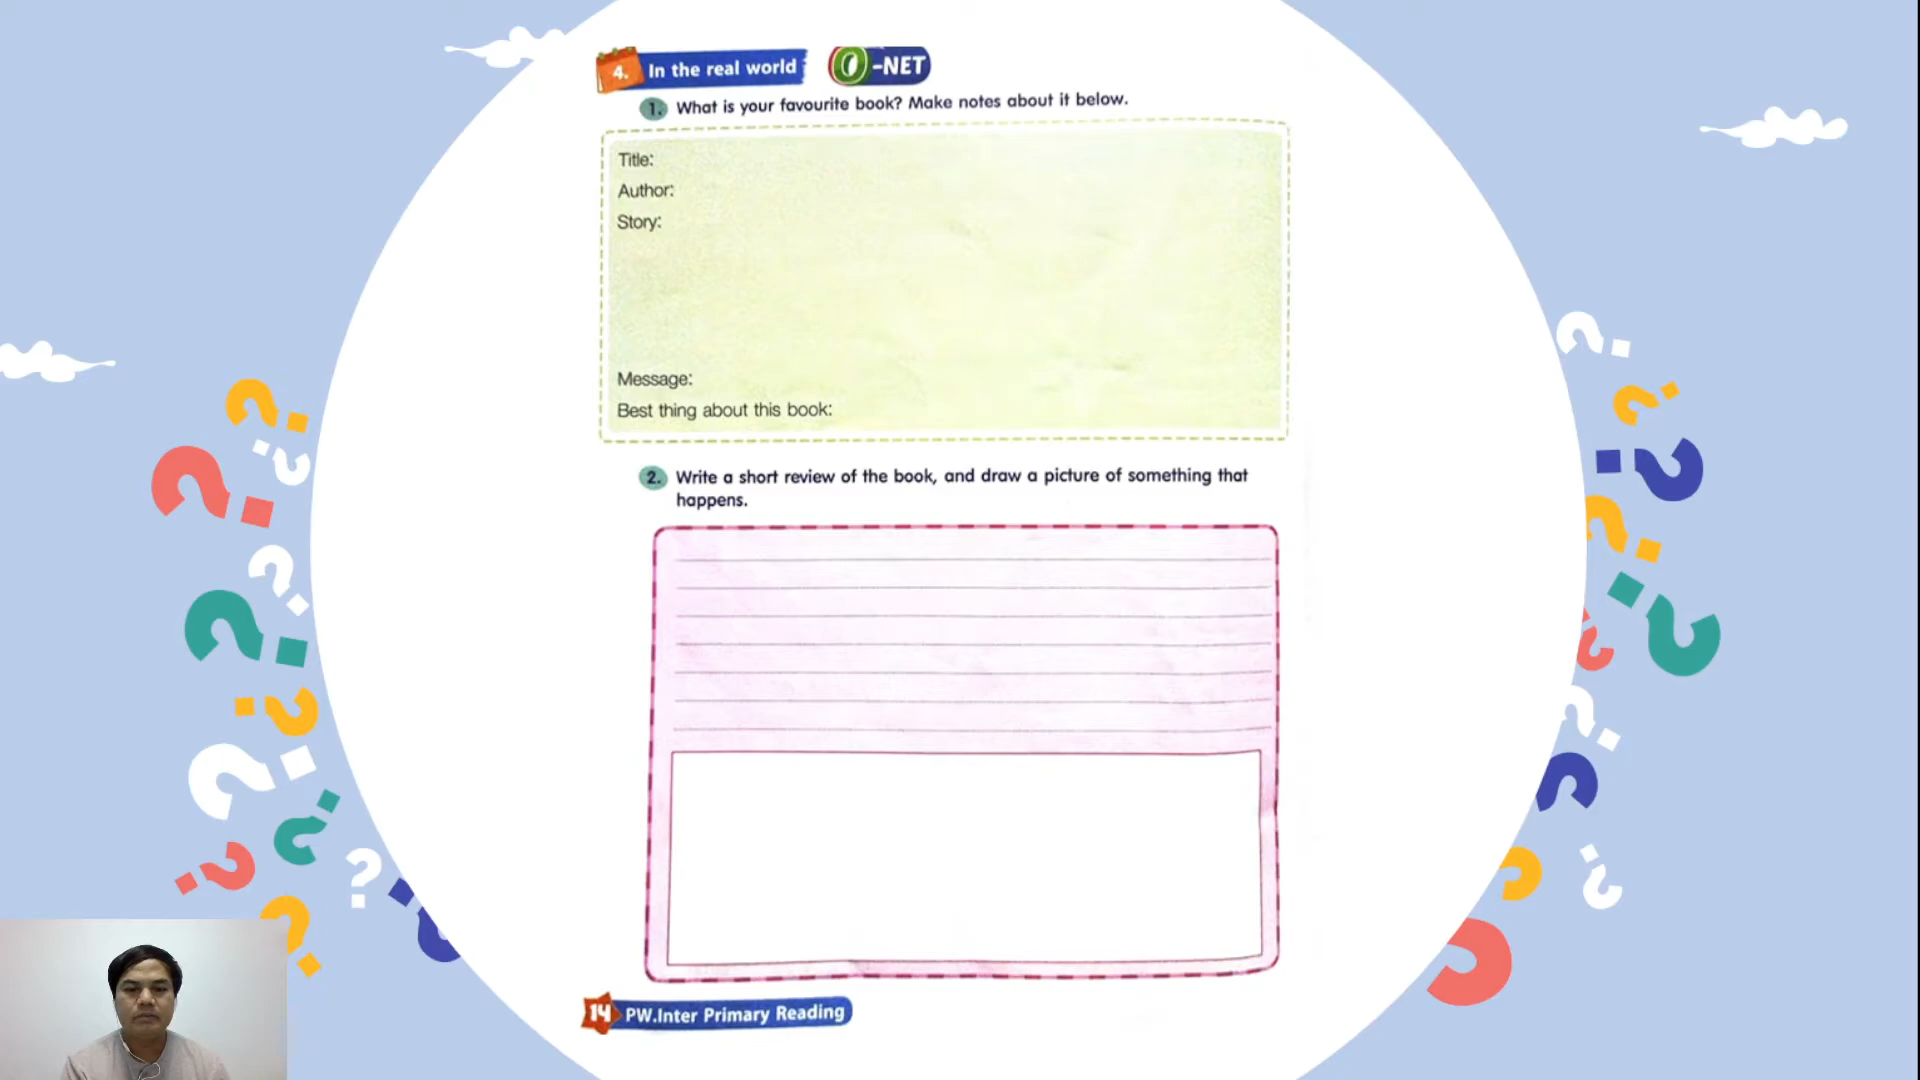 4. In the real world O-NET
1. What is your favourite book? Make notes about it below.
Title:
Author:
Story:
Message:
Best thing about this book:
2. Write a short review of the book, and draw a picture of something that
happens.
14 PW.Inter Primary Reading